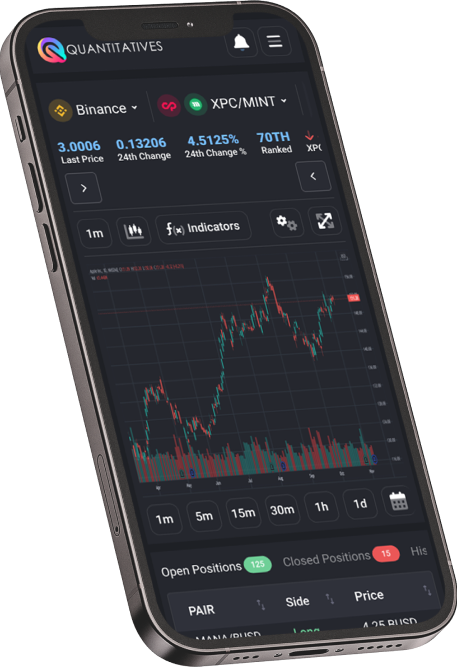 QUANTITATIVES
Binance XPC/MINT
3.0006 0.13206 4.5125% 70TH
Last Price 24th Change 24th Change % Ranked XPC
1m f(x) Indicators
1m 5m 15m 30m 1h 1d
Open Positions 125 Closed Positions 15 His
PAIR Side Price
MANA/BUSD Long 4.25 BUSD